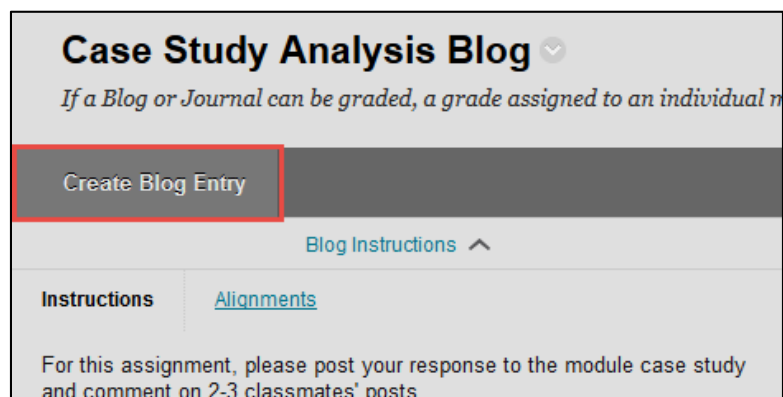 Case Study Analysis Blog
If a Blog or Journal can be graded, a grade assigned to an individual
Create Blog Entry
Blog Instructions
Instructions
Alignments
For this assignment, please post your response to the module case study
and comment on 2-3 classmates' posts